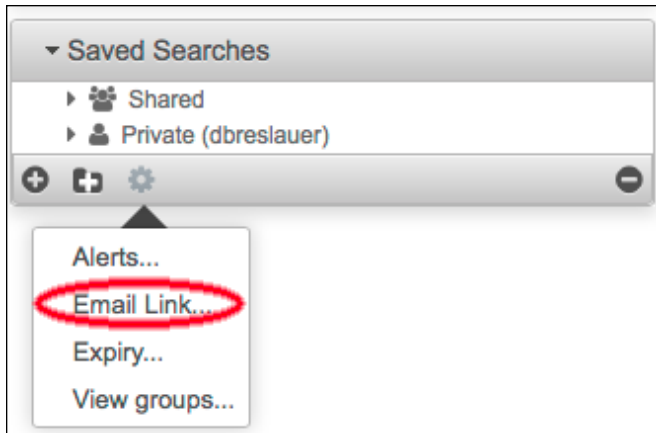 Saved Searches
Shared
Private (dbreslauer)
Alerts...
Email Link...
Expiry...
View groups...